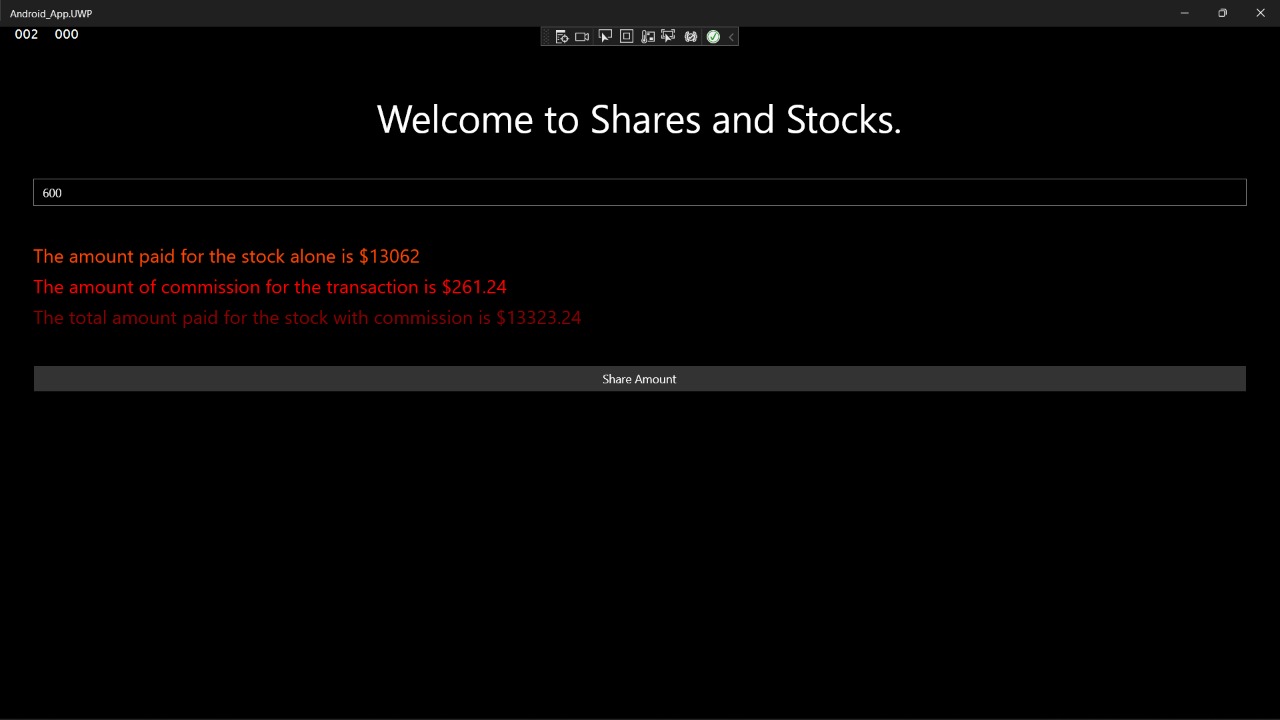 Android_App.UWP
002 000
Welcome to Shares and Stocks.
600
The amount paid for the stock alone is $13062
The amount of commission for the transaction is $261.24
The total amount paid for the stock with commission is $13323.24
Share Amount